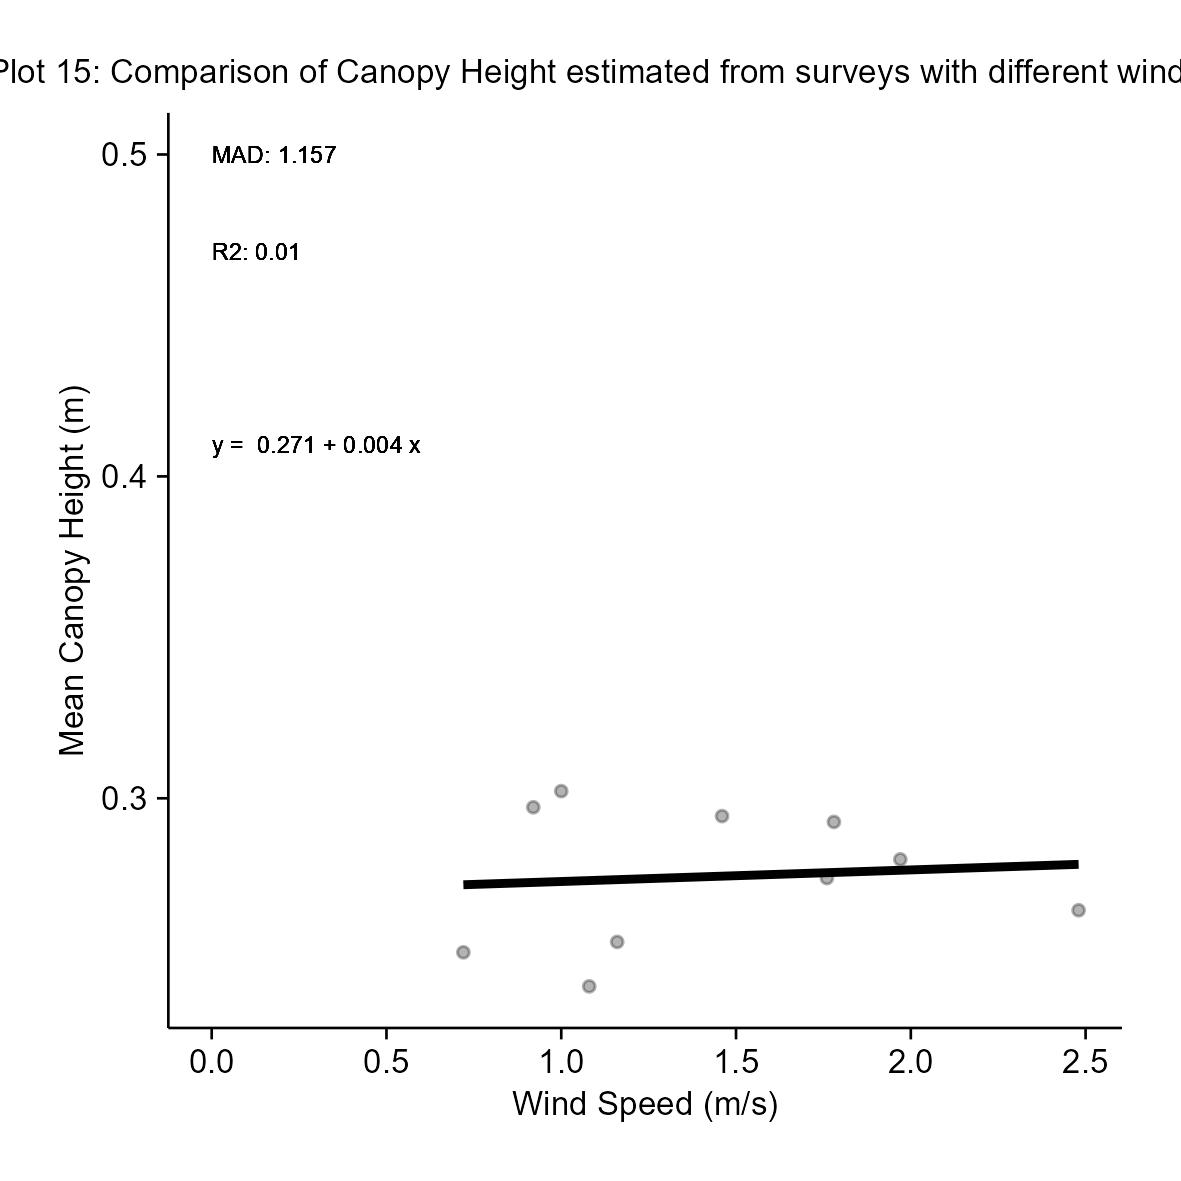 Plot 15: Comparison of Canopy Height estimated from surveys with different wind
0.5
MAD: 1.157
R2: 0.01
y =  0.271 + 0.004 x
0.4
Mean Canopy Height (m)
0.3
0.0 0.5 1.0 1.5 2.0 2.5
Wind Speed (m/s)